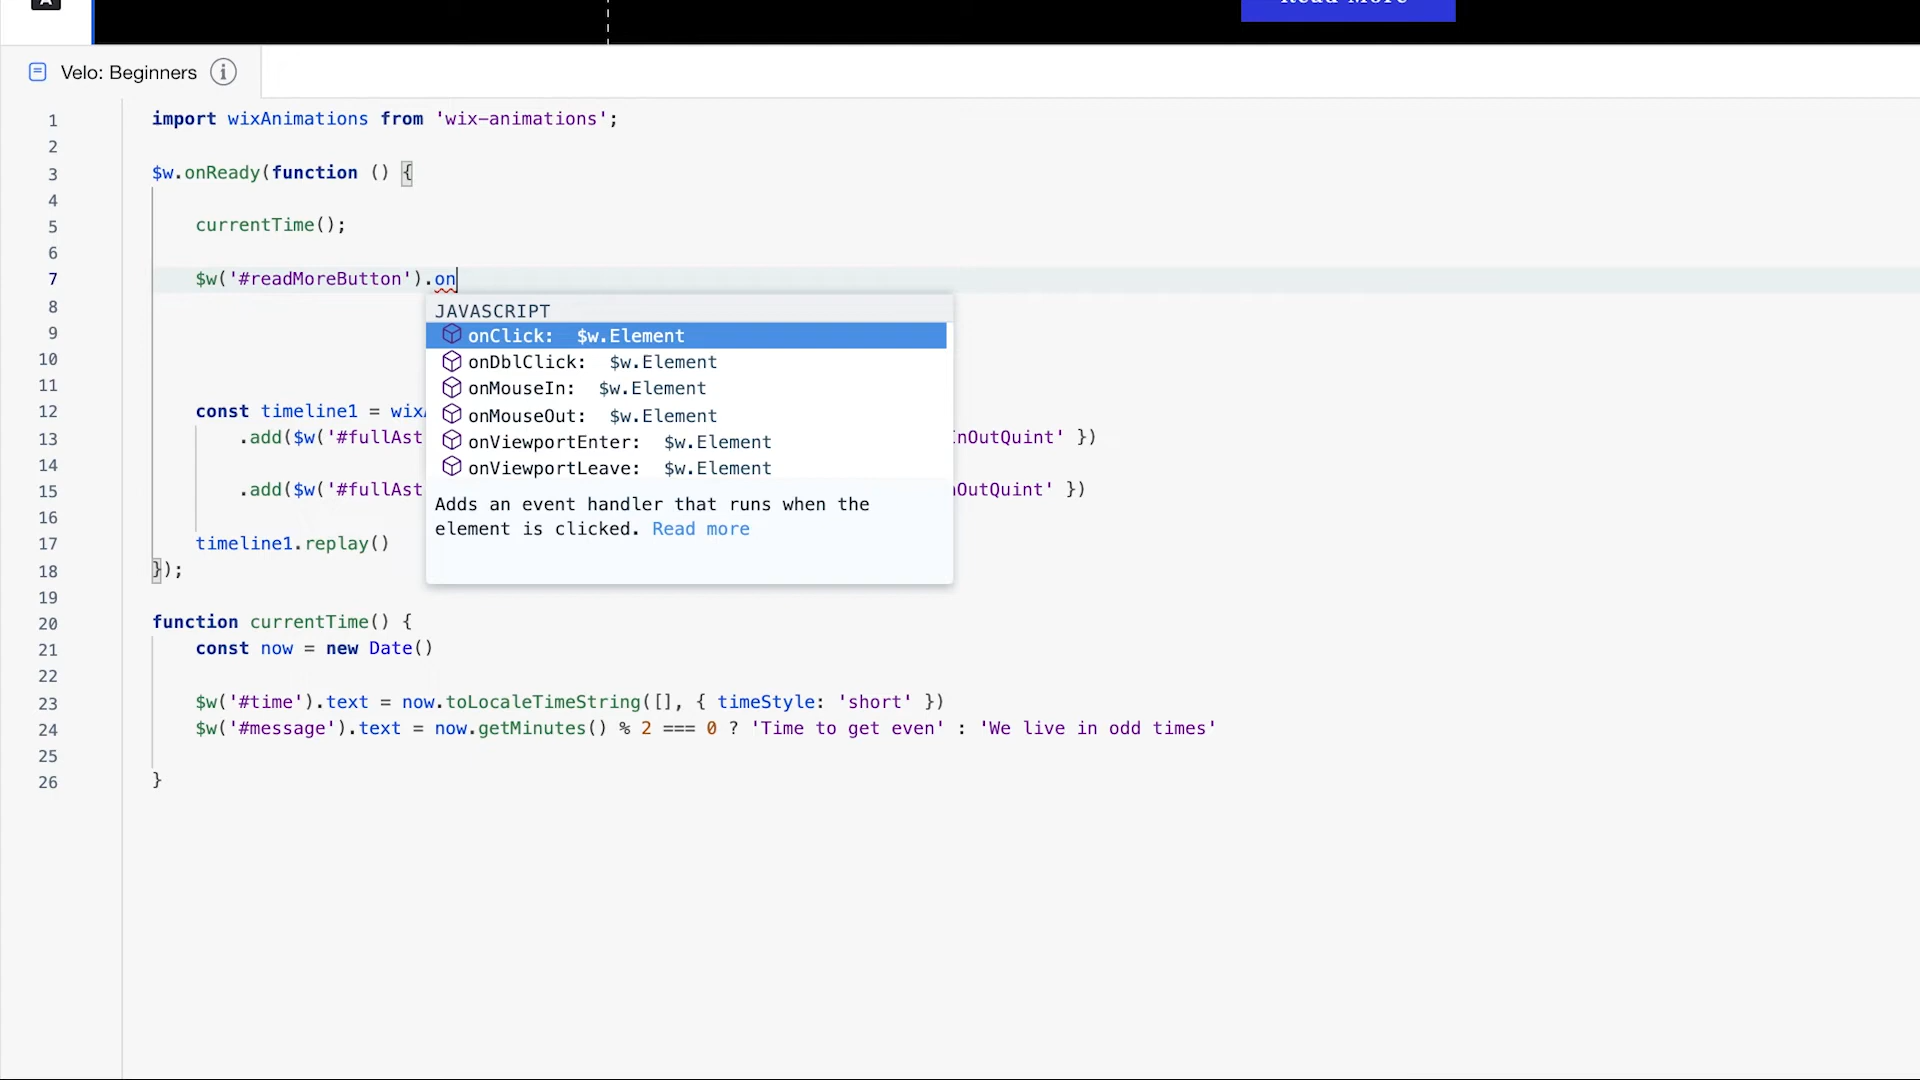 A
Read More
Velo: Beginners i
1 import wixAnimations from 'wix-animations';
2
3 $w.onReady(function () {
4
5 currentTime();
6
7 $w('#readMoreButton').on
8
9
10
11
12 const timeline1 = wixA
13 .add($w('#fullAst InOutQuint' })
14
15 .add($w('#fullAst OutQuint' })
16
17 timeline1.replay()
18 });
19
20 function currentTime() {
21 const now = new Date()
22
23 $w('#time').text = now.toLocaleTimeString([], { timeStyle: 'short' })
24 $w('#message').text = now.getMinutes() % 2 === 0 ? 'Time to get even' : 'We live in odd times'
25
26 }
JAVASCRIPT
onClick: $w.Element
onDblClick: $w.Element
onMouseIn: $w.Element
onMouseOut: $w.Element
onViewportEnter: $w.Element
onViewportLeave: $w.Element
Adds an event handler that runs when the
element is clicked. Read more